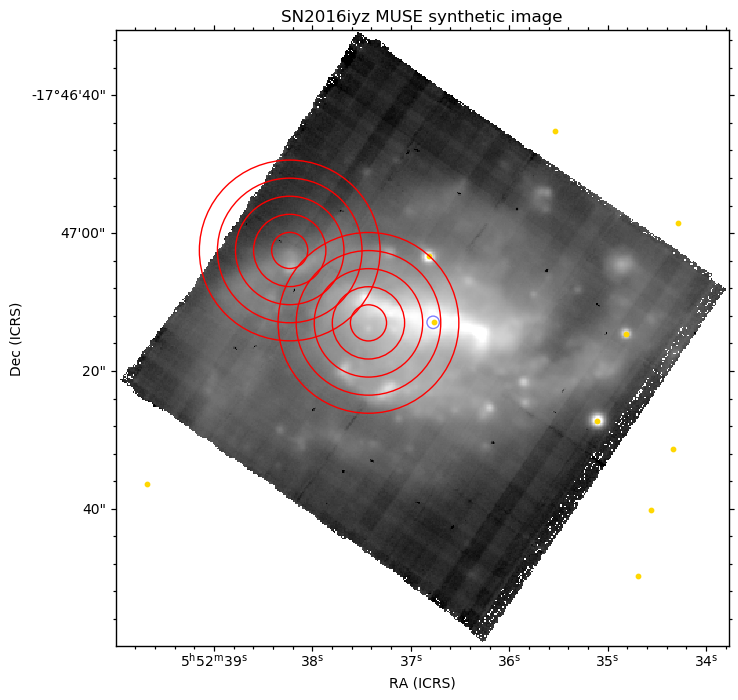 SN2016iyz MUSE synthetic image
-17°46'40"
47'00"
20"
40"
Dec (ICRS)
5ʰ52ᵐ39ˢ 38ˢ 37ˢ 36ˢ 35ˢ 34ˢ
RA (ICRS)